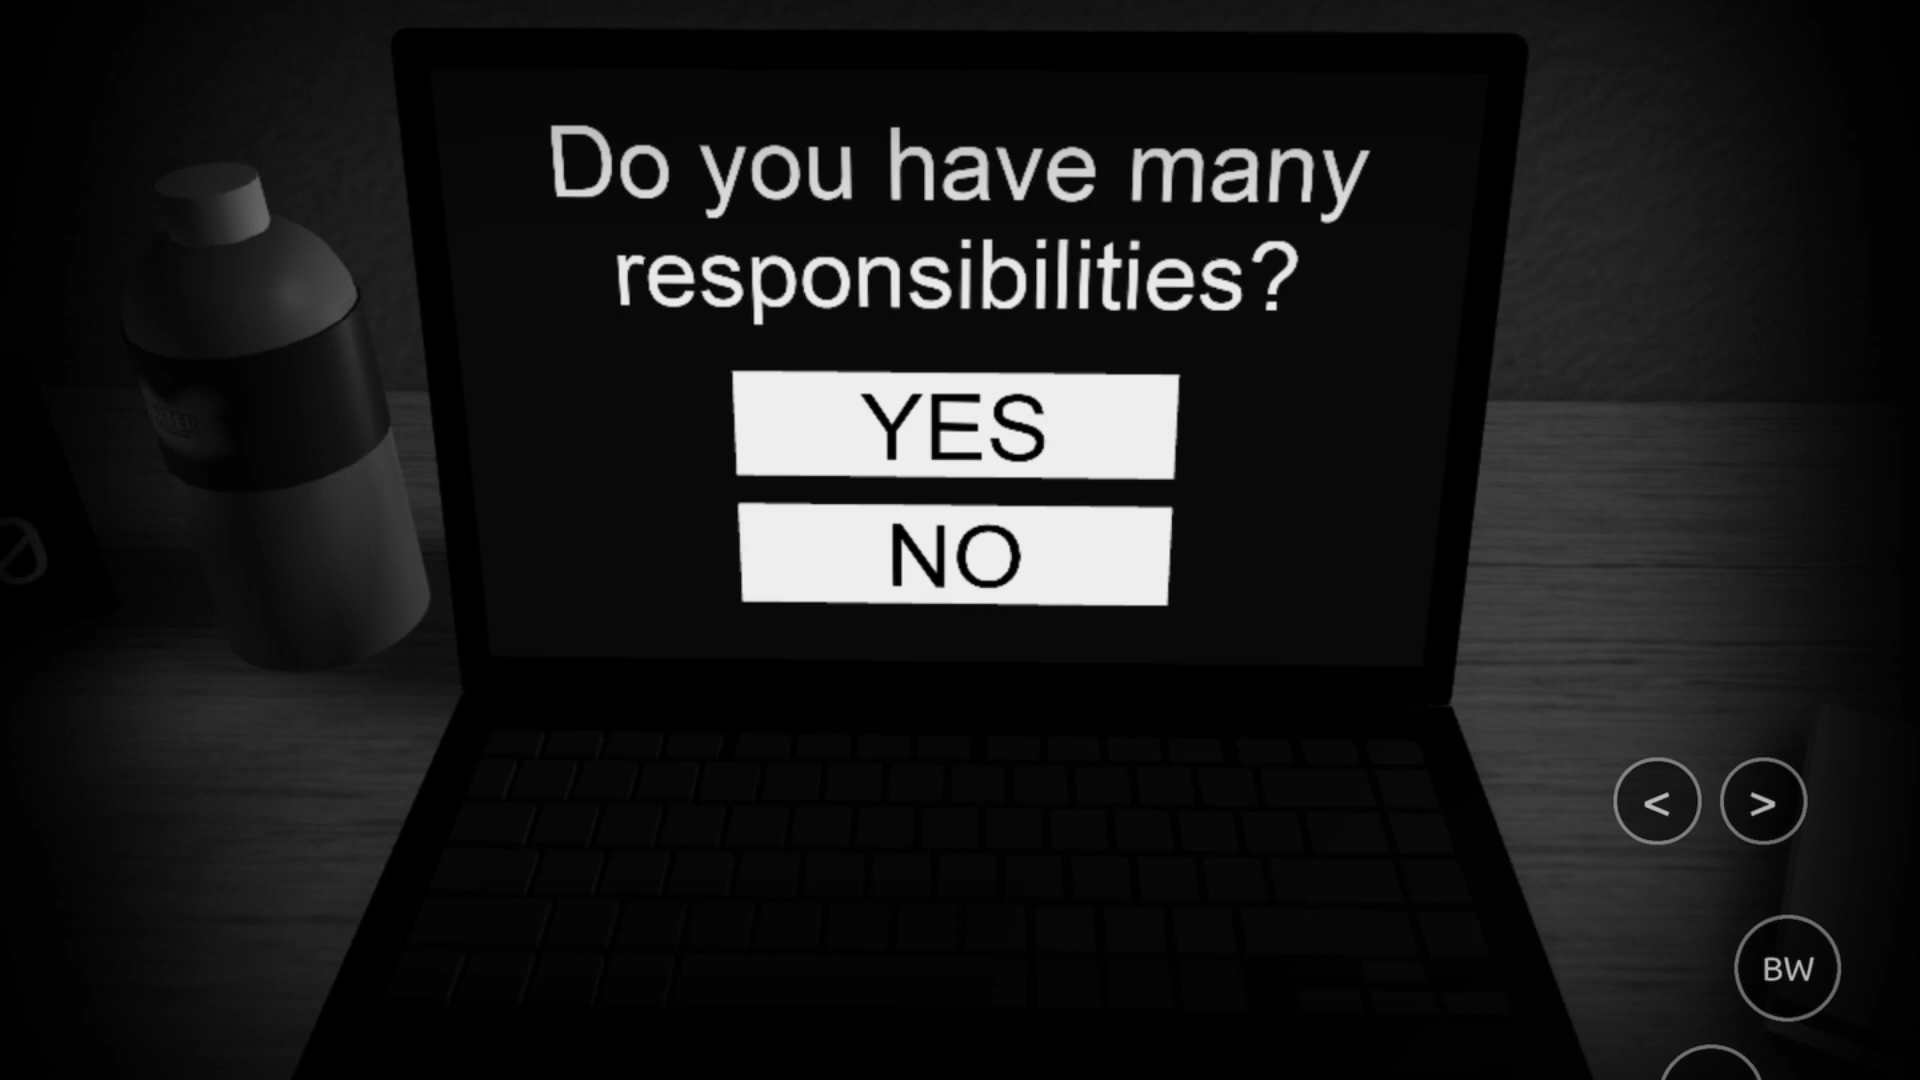 Do you have many
responsibilities?
YES
NO
< >
BW